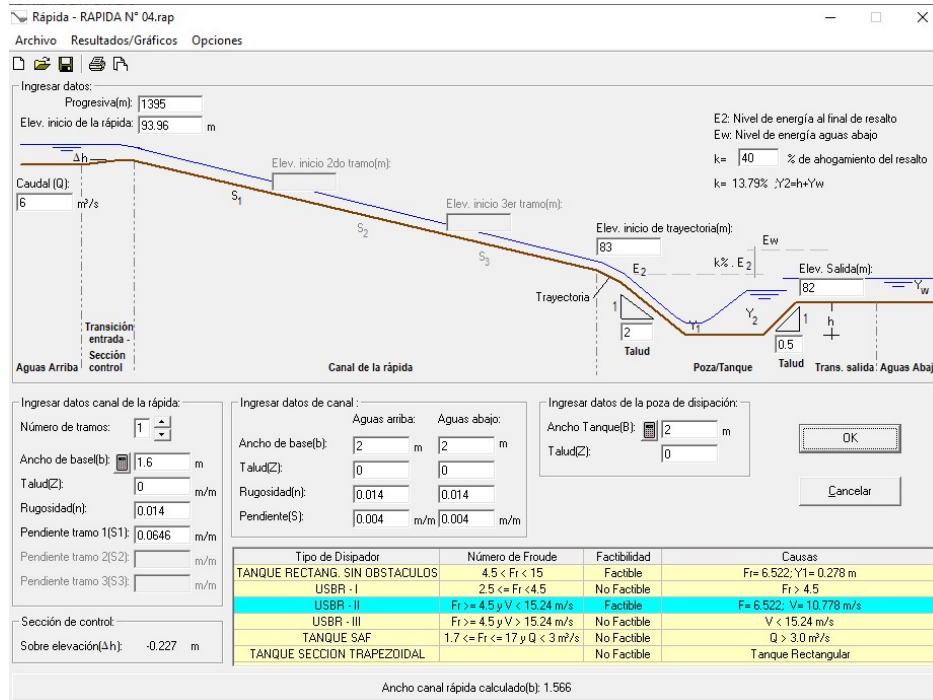 Rápida - RAPIDA N° 04.rap
Archivo Resultados/Gráficos Opciones
Ingresar datos:
Progresiva(m): 1395
Elev. inicio de la rápida: 93.96 m
Δh
Caudal (Q):
6 m³/s
Elev. inicio 2do tramo(m):
Elev. inicio 3er tramo(m):
S1
S2
S3
E2: Nivel de energía al final de resalto
Ew: Nivel de energía aguas abajo
k= 40 % de ahogamiento del resalto
k= 13.79% ;Y2=h+Yw
Elev. inicio de trayectoria(m):
83
Ew
E2
k% . E2
Elev. Salida(m):
82
Yw
Trayectoria
1
2
Talud
Y1
Y2
1
0.5
Talud
h
Transición entrada -
Sección control
Aguas Arriba
Canal de la rápida
Poza/Tanque
Trans. salida
Aguas Abaj
Ingresar datos canal de la rápida:
Número de tramos: 1
Ancho de basel(b): 1.6 m
Talud(Z): 0 m/m
Rugosidad(n): 0.014
Pendiente tramo 1(S1): 0.0646 m/m
Pendiente tramo 2(S2): m/m
Pendiente tramo 3(S3): m/m
Sección de control:
Sobre elevación(Δh): -0.227 m
Ingresar datos de canal :
Aguas arriba: Aguas abajo:
Ancho de base(b): 2 m 2 m
Talud(Z): 0 0
Rugosidad(n): 0.014 0.014
Pendiente(S): 0.004 m/m 0.004 m/m
Ingresar datos de la poza de disipación:
Ancho Tanque(B): 2 m
Talud(Z): 0
OK
Cancelar
Tipo de Disipador Número de Froude Factibilidad Causas
TANQUE RECTANG. SIN OBSTACULOS 4.5 < Fr < 15 Factible Fr= 6.522; Y1= 0.278 m
USBR - I 2.5 <= Fr <4.5 No Factible Fr > 4.5
USBR - II Fr >= 4.5 y V < 15.24 m/s Factible F= 6.522; V= 10.778 m/s
USBR - III Fr >= 4.5 y V > 15.24 m/s No Factible V < 15.24 m/s
TANQUE SAF 1.7 <= Fr <= 17 y Q < 3 m³/s No Factible Q > 3.0 m³/s
TANQUE SECCION TRAPEZOIDAL No Factible Tanque Rectangular
Ancho canal rápida calculado(b): 1.566